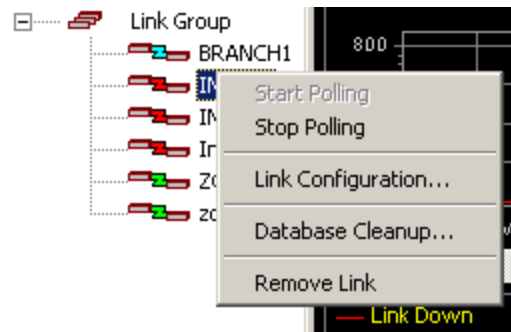 Link Group
800
BRANCH1
Start Polling
Stop Polling
Link Configuration...
Database Cleanup...
Remove Link
Link Down